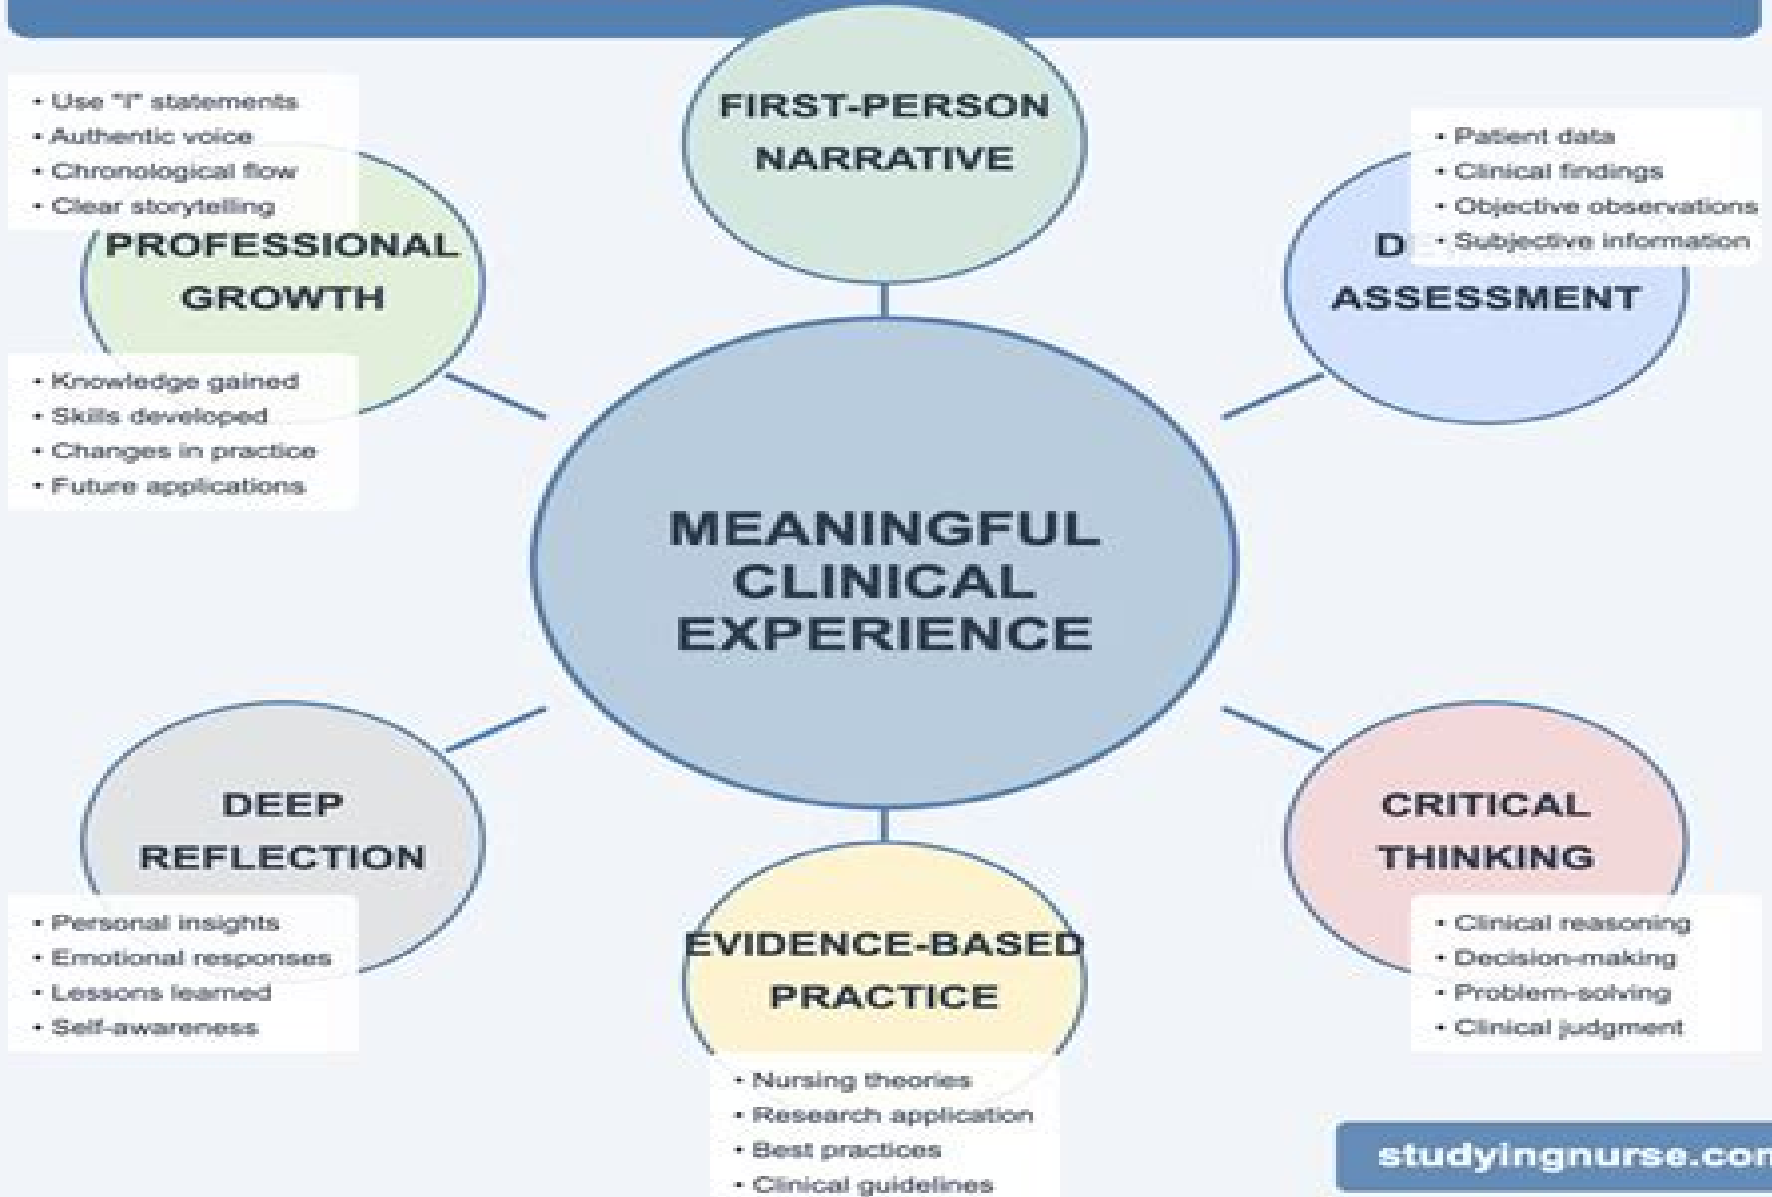 FIRST-PERSON
NARRATIVE
• Use "I" statements
• Authentic voice
• Chronological flow
• Clear storytelling
PROFESSIONAL
GROWTH
• Knowledge gained
• Skills developed
• Changes in practice
• Future applications
• Patient data
• Clinical findings
• Objective observations
• Subjective information
ASSESSMENT
MEANINGFUL
CLINICAL
EXPERIENCE
DEEP
REFLECTION
• Personal insights
• Emotional responses
• Lessons learned
• Self-awareness
EVIDENCE-BASED
PRACTICE
• Nursing theories
• Research application
• Best practices
• Clinical guidelines
CRITICAL
THINKING
• Clinical reasoning
• Decision-making
• Problem-solving
• Clinical judgment